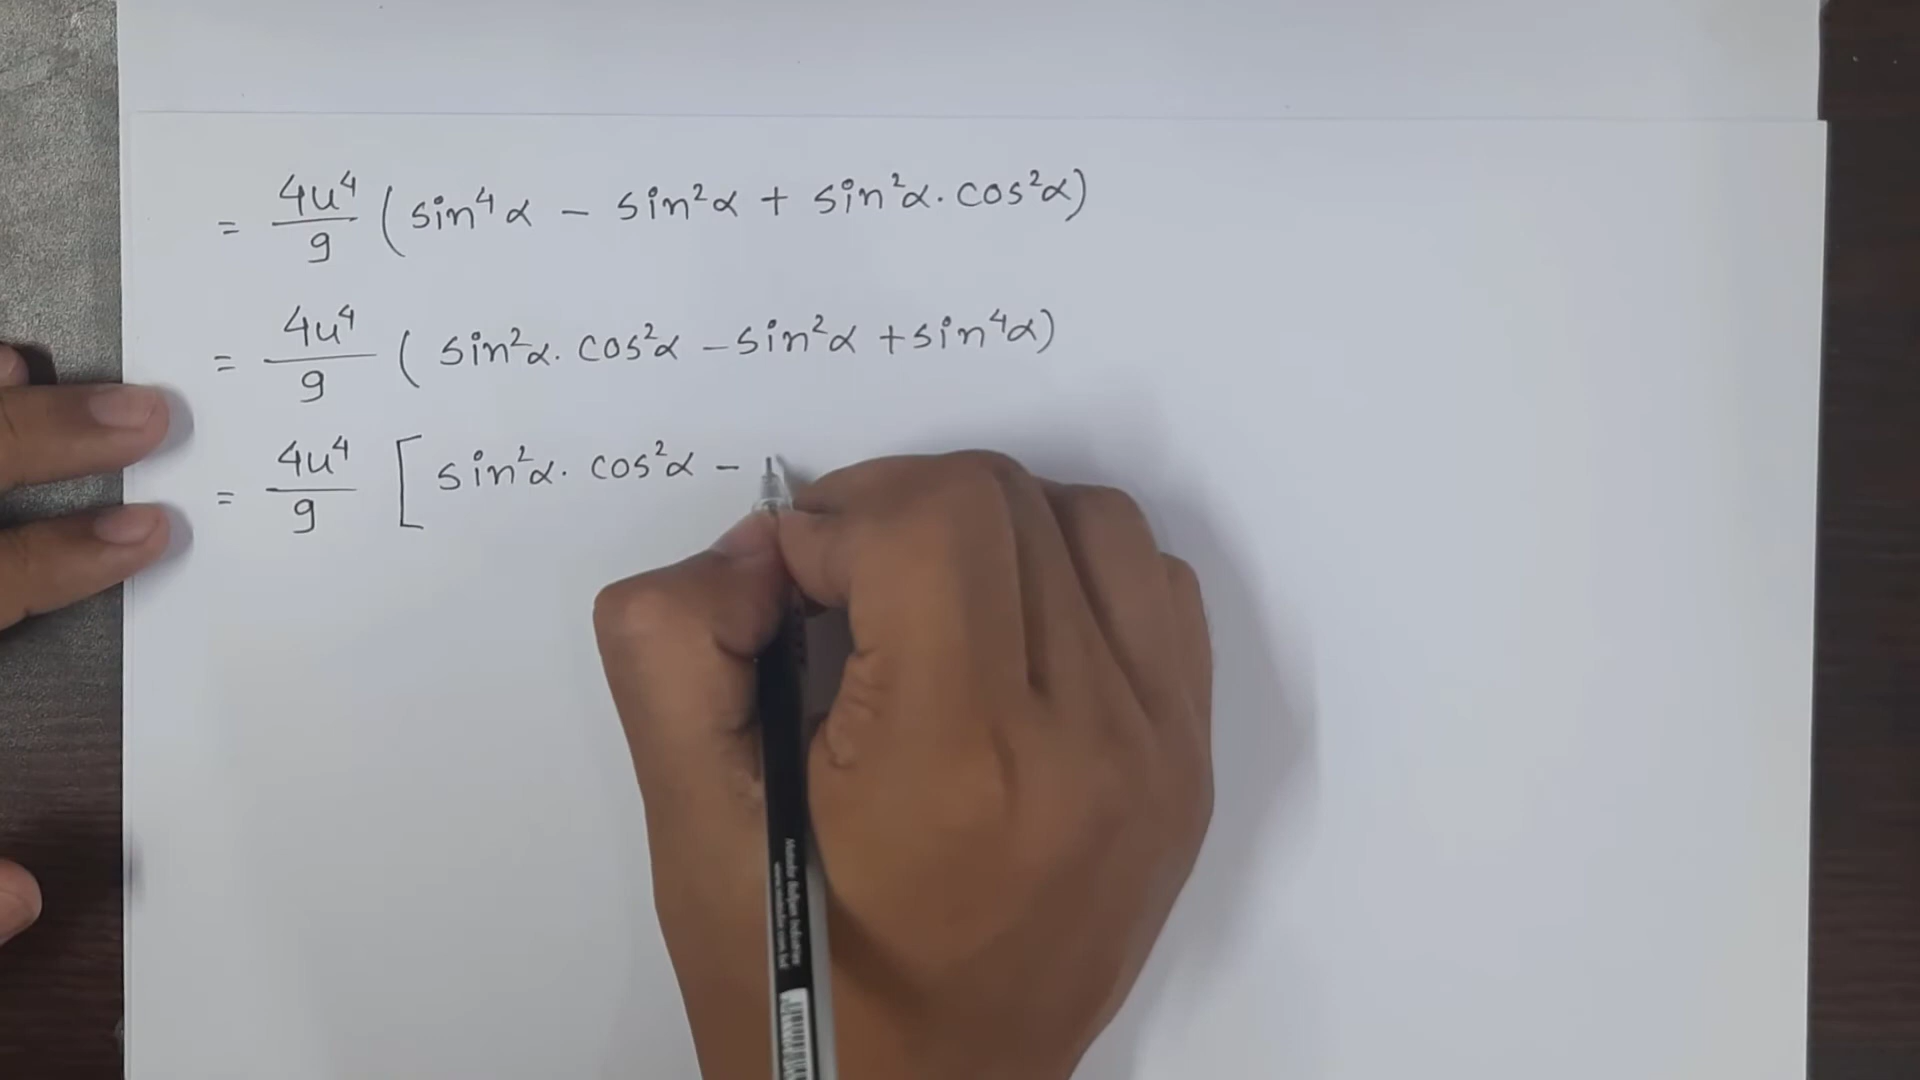 = 4u⁴/9 (sin⁴α - sin²α + sin²α. cos²α)
= 4u⁴/9 ( sin²α. cos²α - sin²α + sin⁴α)
= 4u⁴/9 [ sin²α. cos²α -